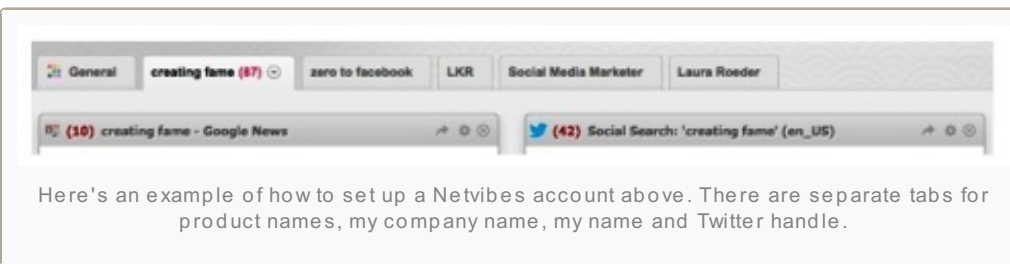 General creating fame (87) zero to facebook LKR Social Media Marketer Laura Roeder
(10) creating fame - Google News (42) Social Search: 'creating fame' (en_US)
Here's an example of how to set up a Netvibes account above. There are separate tabs for
product names, my company name, my name and Twitter handle.